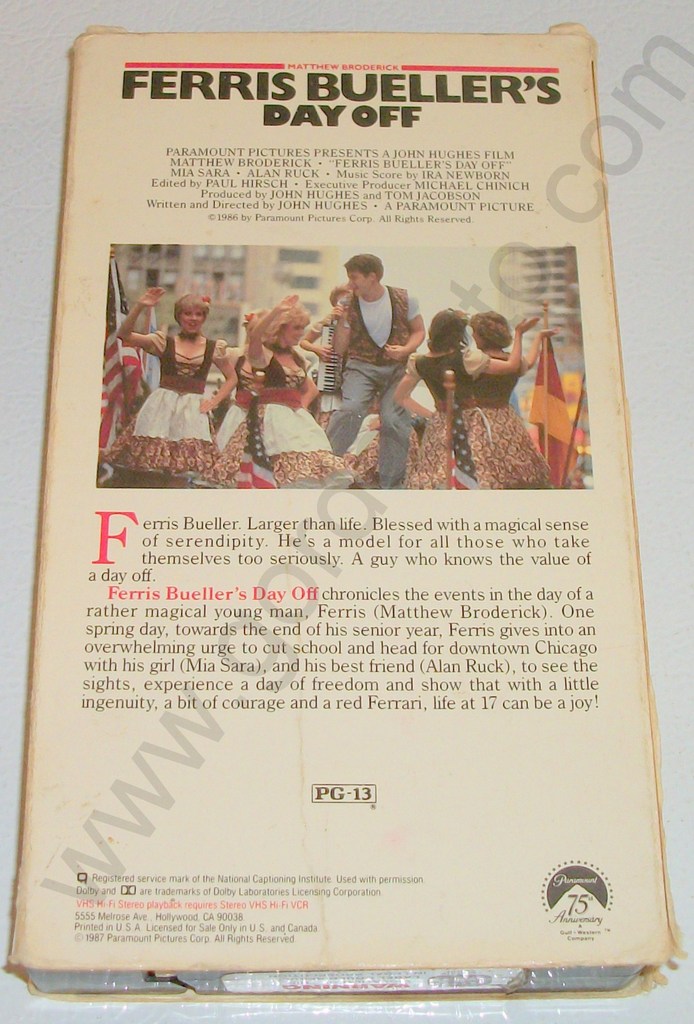 MATTHEW BRODERICK
FERRIS BUELLER'S
DAY OFF
PARAMOUNT PICTURES PRESENTS A JOHN HUGHES FILM
MATTHEW BRODERICK • "FERRIS BUELLER'S DAY OFF"
MIA SARA • ALAN RUCK • Music Score by IRA NEWBORN
Edited by PAUL HIRSCH • Executive Producer MICHAEL CHINICH
Produced by JOHN HUGHES and TOM JACOBSON
Written and Directed by JOHN HUGHES • A PARAMOUNT PICTURE
©1986 by Paramount Pictures Corp. All Rights Reserved.
Ferris Bueller. Larger than life. Blessed with a magical sense
of serendipity. He's a model for all those who take
themselves too seriously. A guy who knows the value of
a day off.
Ferris Bueller's Day Off chronicles the events in the day of a
rather magical young man, Ferris (Matthew Broderick). One
spring day, towards the end of his senior year, Ferris gives into an
overwhelming urge to cut school and head for downtown Chicago
with his girl (Mia Sara), and his best friend (Alan Ruck), to see the
sights, experience a day of freedom and show that with a little
ingenuity, a bit of courage and a red Ferrari, life at 17 can be a joy!
PG-13
®
Registered service mark of the National Captioning Institute. Used with permission.
Dolby and are trademarks of Dolby Laboratories Licensing Corporation.
VHS Hi-Fi Stereo playback requires Stereo VHS Hi-Fi VCR
5555 Melrose Ave., Hollywood, CA 90038
Printed in U.S.A. Licensed for Sale Only in U.S. and Canada.
©1987 Paramount Pictures Corp. All Rights Reserved.
Paramount
75th
Anniversary
A
Gulf+Western
Company
TM
WARNING